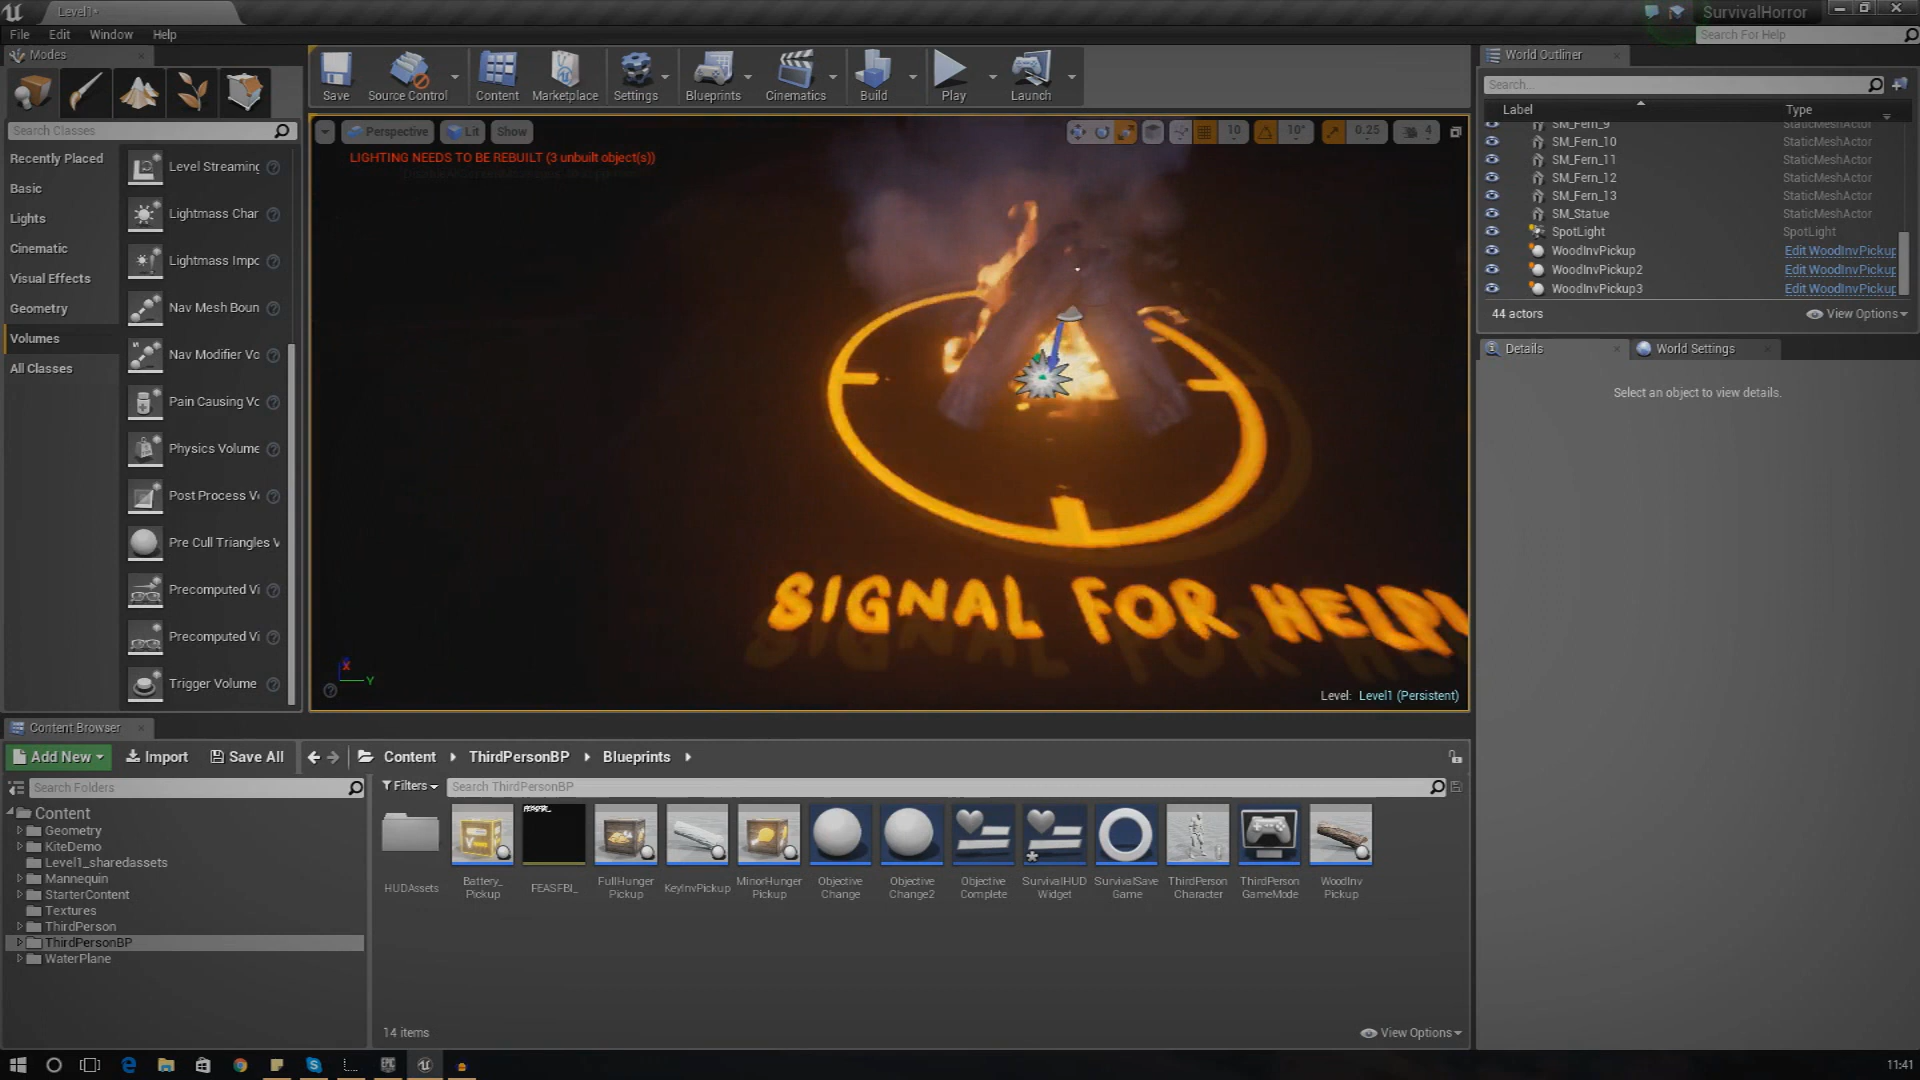 Level1*
SurvivalHorror
File Edit Window Help
Search For Help
Modes
Search Classes
Recently Placed
Basic
Lights
Cinematic
Visual Effects
Geometry
Volumes
All Classes
Level Streaming
Lightmass Char
Lightmass Impo
Nav Mesh Boun
Nav Modifier Vo
Pain Causing Vo
Physics Volume
Post Process Vo
Pre Cull Triangles V
Precomputed Vi
Precomputed Vi
Trigger Volume
Save
Source Control
Content
Marketplace
Settings
Blueprints
Cinematics
Build
Play
Launch
Perspective
Lit
Show
10
10°
0.25
4
LIGHTING NEEDS TO BE REBUILT (3 unbuilt object(s))
SIGNAL FOR HELP!
X
Y
Level: Level1 (Persistent)
World Outliner
Search...
Label Type
SM_Fern_9 StaticMeshActor
SM_Fern_10 StaticMeshActor
SM_Fern_11 StaticMeshActor
SM_Fern_12 StaticMeshActor
SM_Fern_13 StaticMeshActor
SM_Statue StaticMeshActor
SpotLight SpotLight
WoodInvPickup Edit WoodInvPickup
WoodInvPickup2 Edit WoodInvPickup
WoodInvPickup3 Edit WoodInvPickup
44 actors
View Options
Details
World Settings
Select an object to view details.
Content Browser
Add New
Import
Save All
Content
ThirdPersonBP
Blueprints
Search Folders
Filters
Search ThirdPersonBP
Content
Geometry
KiteDemo
Level1_sharedassets
Mannequin
StarterContent
Textures
ThirdPerson
ThirdPersonBP
WaterPlane
HUDAssets
Battery_
Pickup
FEASFBI_
FullHunger
Pickup
KeyInvPickup
MinorHunger
Pickup
Objective
Change
Objective
Change2
Objective
Complete
SurvivalHUD
Widget
SurvivalSave
Game
ThirdPerson
Character
ThirdPerson
GameMode
WoodInv
Pickup
14 items
View Options
11:41